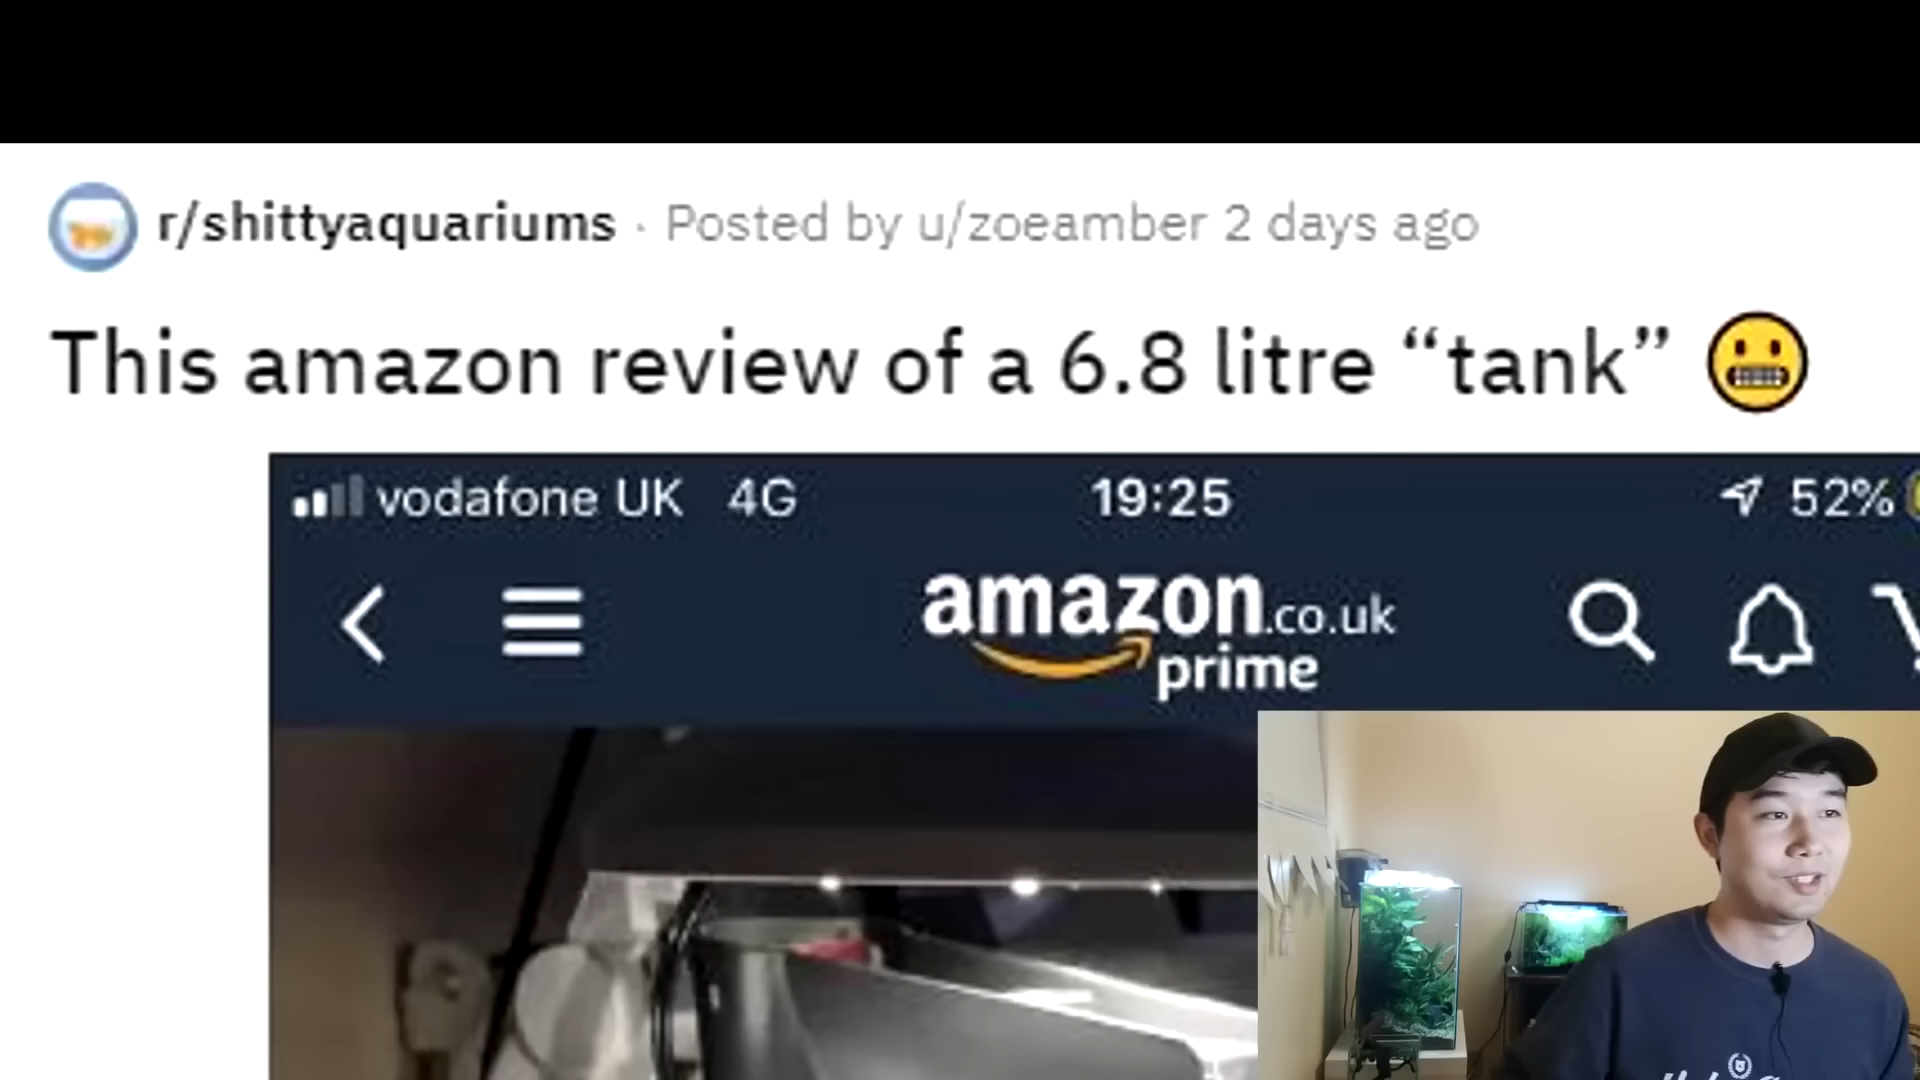 r/shittyaquariums · Posted by u/zoeamber 2 days ago
This amazon review of a 6.8 litre “tank” 😬
vodafone UK 4G 19:25 52%
amazon.co.uk
prime